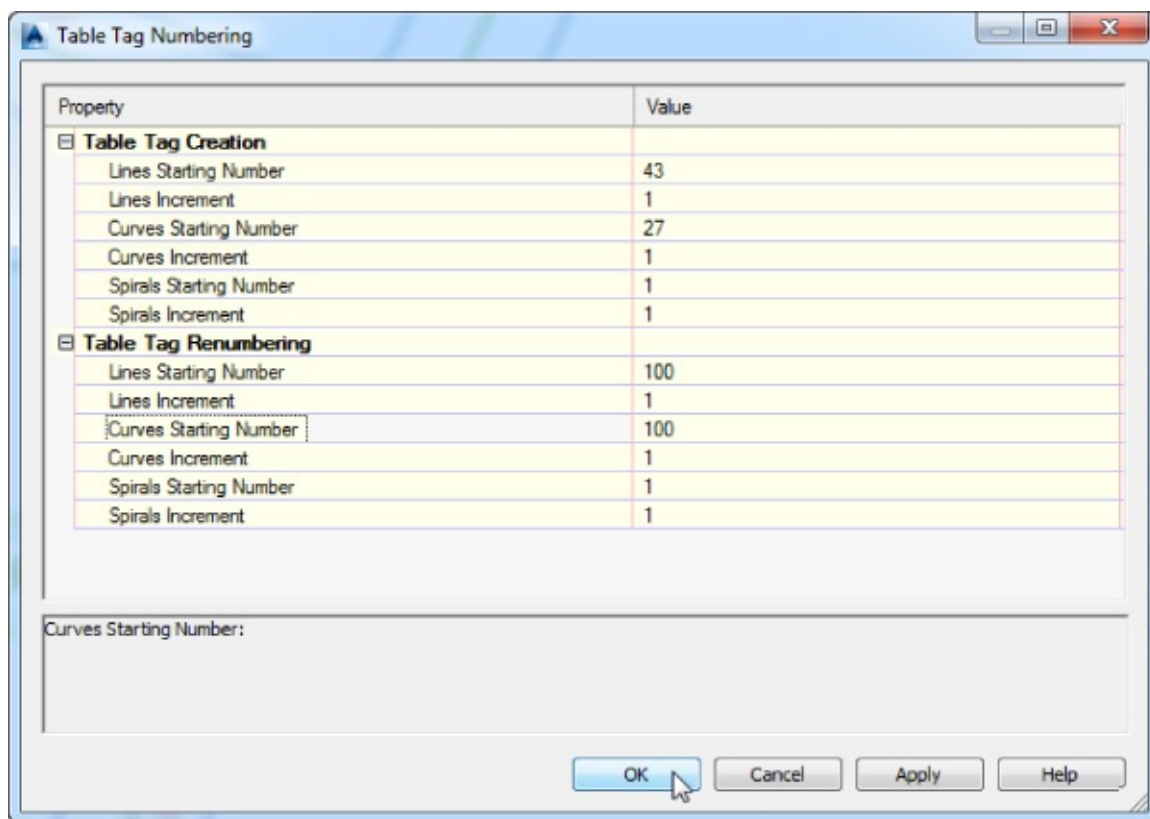 Table Tag Numbering
Property Value
Table Tag Creation
Lines Starting Number 43
Lines Increment 1
Curves Starting Number 27
Curves Increment 1
Spirals Starting Number 1
Spirals Increment 1
Table Tag Renumbering
Lines Starting Number 100
Lines Increment 1
Curves Starting Number 100
Curves Increment 1
Spirals Starting Number 1
Spirals Increment 1
Curves Starting Number:
OK Cancel Apply Help